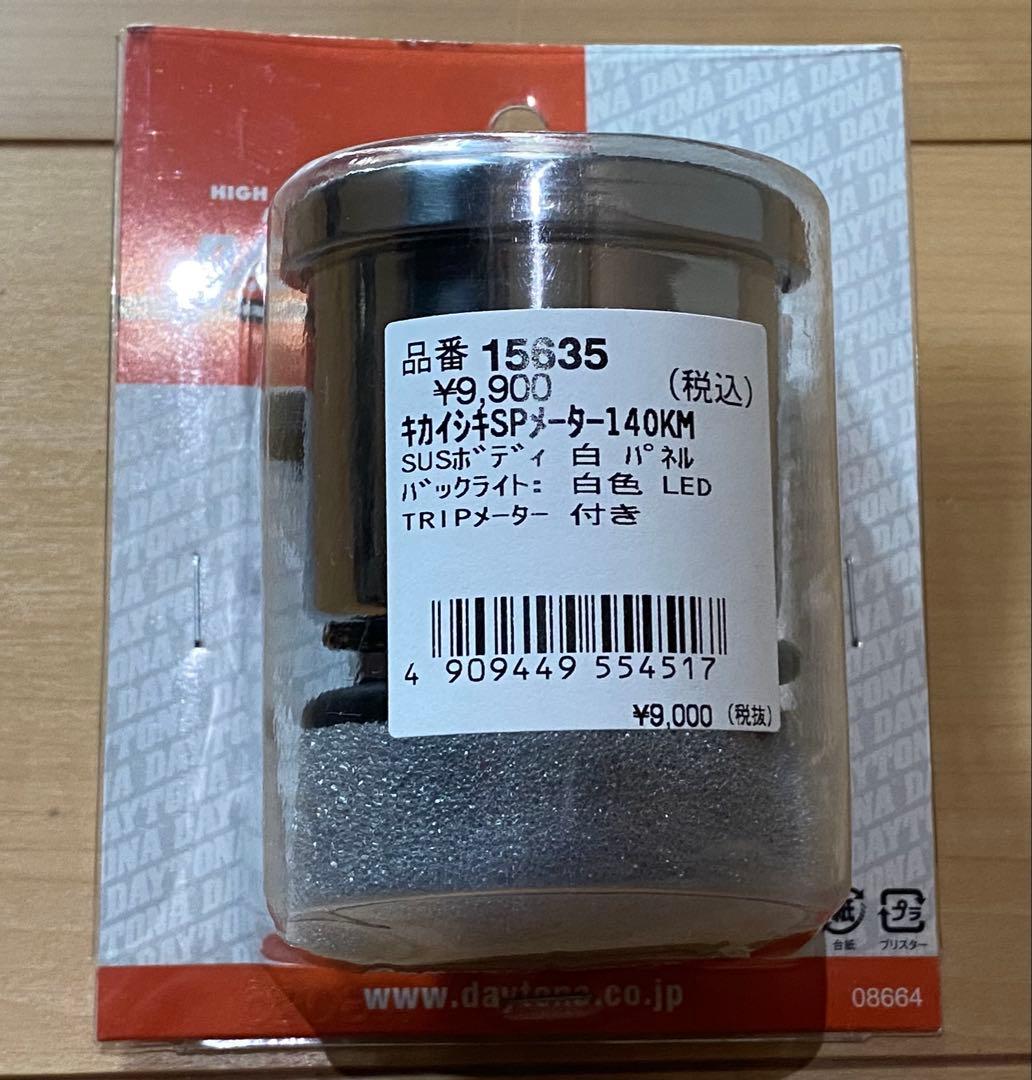 HIGH
品番 15635
¥9,900 (税込)
ｷカイシキSPメーター140KM
SUSﾎﾞﾃﾞｨ 白 ﾊﾟﾈﾙ
ﾊﾞックライト: 白色 LED
TRIPメーター 付き
4 909449 554517
¥9,000 (税抜)
紙 プラ
台紙 ブリスター
www.daytona.co.jp
08664
DAYTONA